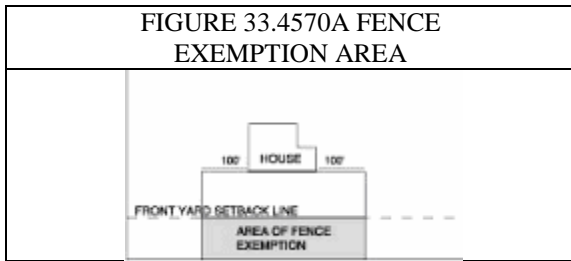 FIGURE 33.4570A FENCE
EXEMPTION AREA
100' HOUSE 100'
FRONT YARD SETBACK LINE
AREA OF FENCE
EXEMPTION